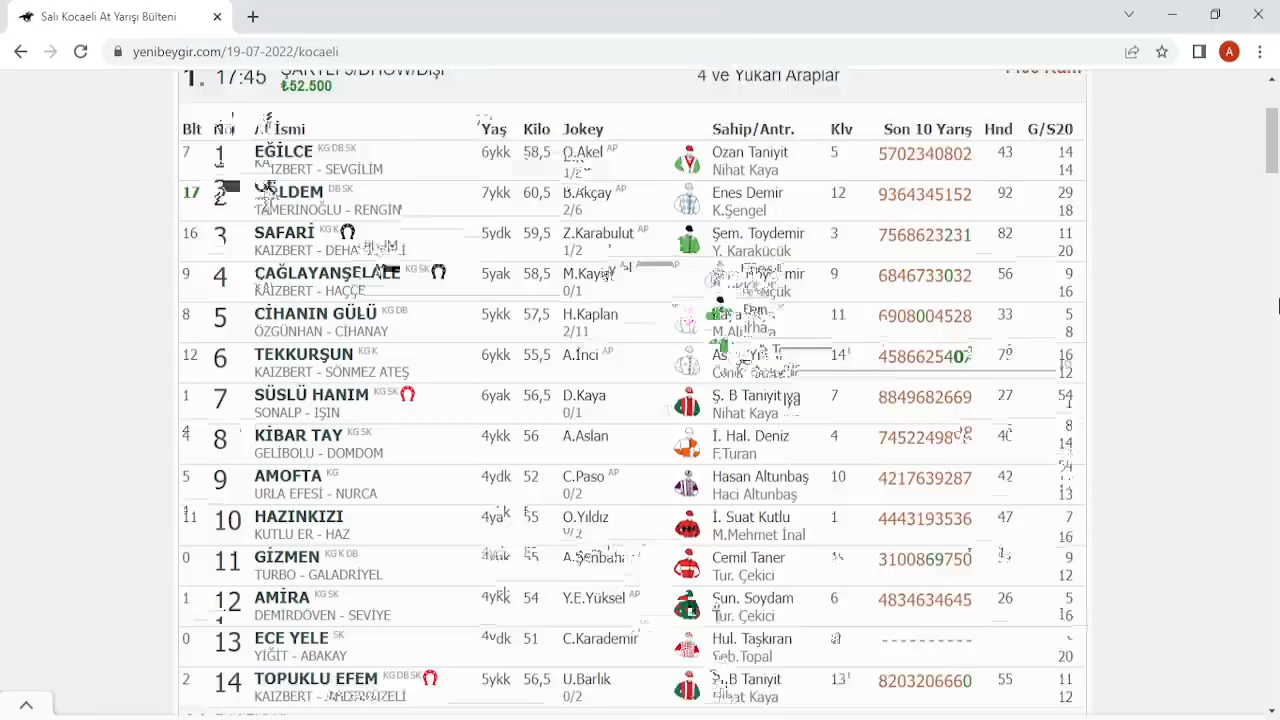 Salı Kocaeli At Yarışı Bülteni
yenibeygir.com/19-07-2022/kocaeli
A
1. 17:45 4 ve Yukarı Araplar
₺52.500
Blt İsmi Yaş Kilo Jokey Sahip/Antr. Klv Son 10 Yarış Hnd G/S20
7 1 EĞİLCE KG DB SK 6ykk 58,5 O.Akel AP Ozan Taniyit 5 5702340802 43 14
KAIZBERT - SEVGİLİM 1/2 Nihat Kaya 14
17 2 DB SK 7ykk 60,5 B.Akçay AP Enes Demir 12 9364345152 92 29
TAMERİNOĞLU - RENGİN 2/6 K.Şengel 18
16 3 SAFARİ KG K 5ydk 59,5 Z.Karabulut AP Şem. Toydemir 3 7568623231 82 11
KAIZBERT - 1/2 Y. Karaküçük 20
9 4 ÇAĞLAYANŞELALE KG SK 5yak 58,5 9 6846733032 56 9
KAIZBERT - HAÇÇE 0/1 16
8 5 CİHANIN GÜLÜ KG DB 5ykk 57,5 H.Kaplan 11 6908004528 33 5
ÖZGÜNHAN - CİHANAY 2/11 8
12 6 TEKKURŞUN KG K 6ykk 55,5 A.İnci AP 14 16
KAIZBERT - SÖNMEZ ATEŞ 12
1 7 SÜSLÜ HANIM KG SK 6yak 56,5 D.Kaya Ş. B Taniyit 7 8849682669 27 54
SONALP - IŞIN 0/1 Nihat Kaya
4 8 KİBAR TAY KG SK 4ykk 56 A.Aslan İ. Hal. Deniz 4
GELİBOLU - DOMDOM F.Turan
5 9 AMOFTA KG 4ydk 52 C.Paso AP Hasan Altunbaş 10 4217639287 42
URLA EFESİ - NURCA 0/2 Haci Altunbaş 13
11 10 HAZINKIZI 55 O.Yıldız İ. Suat Kutlu 1 4443193536 47 7
KUTLU ER - HAZ M.Mehmet İnal 16
0 11 GİZMEN KG K DB Cemil Taner 3100869750 9
TURBO - GALADRİYEL Tur. Çekici 12
1 12 AMİRA KG SK 4ykk 54 Y.E.Yüksel AP Sun. Soydam 6 4834634645 26 5
DEMİRDÖVEN - SEVİYE Tur. Çekici 16
0 13 ECE YELE SK 4ydk 51 C.Karademir Hul. Taşkıran
YİĞİT - ABAKAY Seb.Topal 20
2 14 TOPUKLU EFEM KG DB SK 5ykk 56,5 U.Barlık Ş. B Taniyit 13 8203206660 55 11
KAIZBERT - 0/2 Nihat Kaya 12